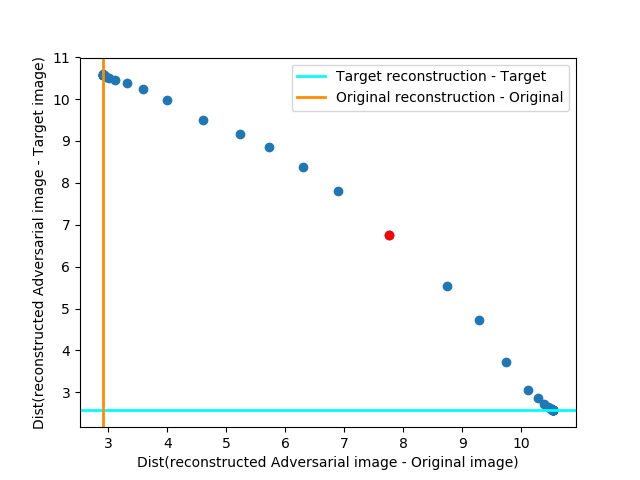 11
10
9
8
7
6
5
4
3
Dist(reconstructed Adversarial image - Target image)
Target reconstruction - Target
Original reconstruction - Original
3 4 5 6 7 8 9 10
Dist(reconstructed Adversarial image - Original image)